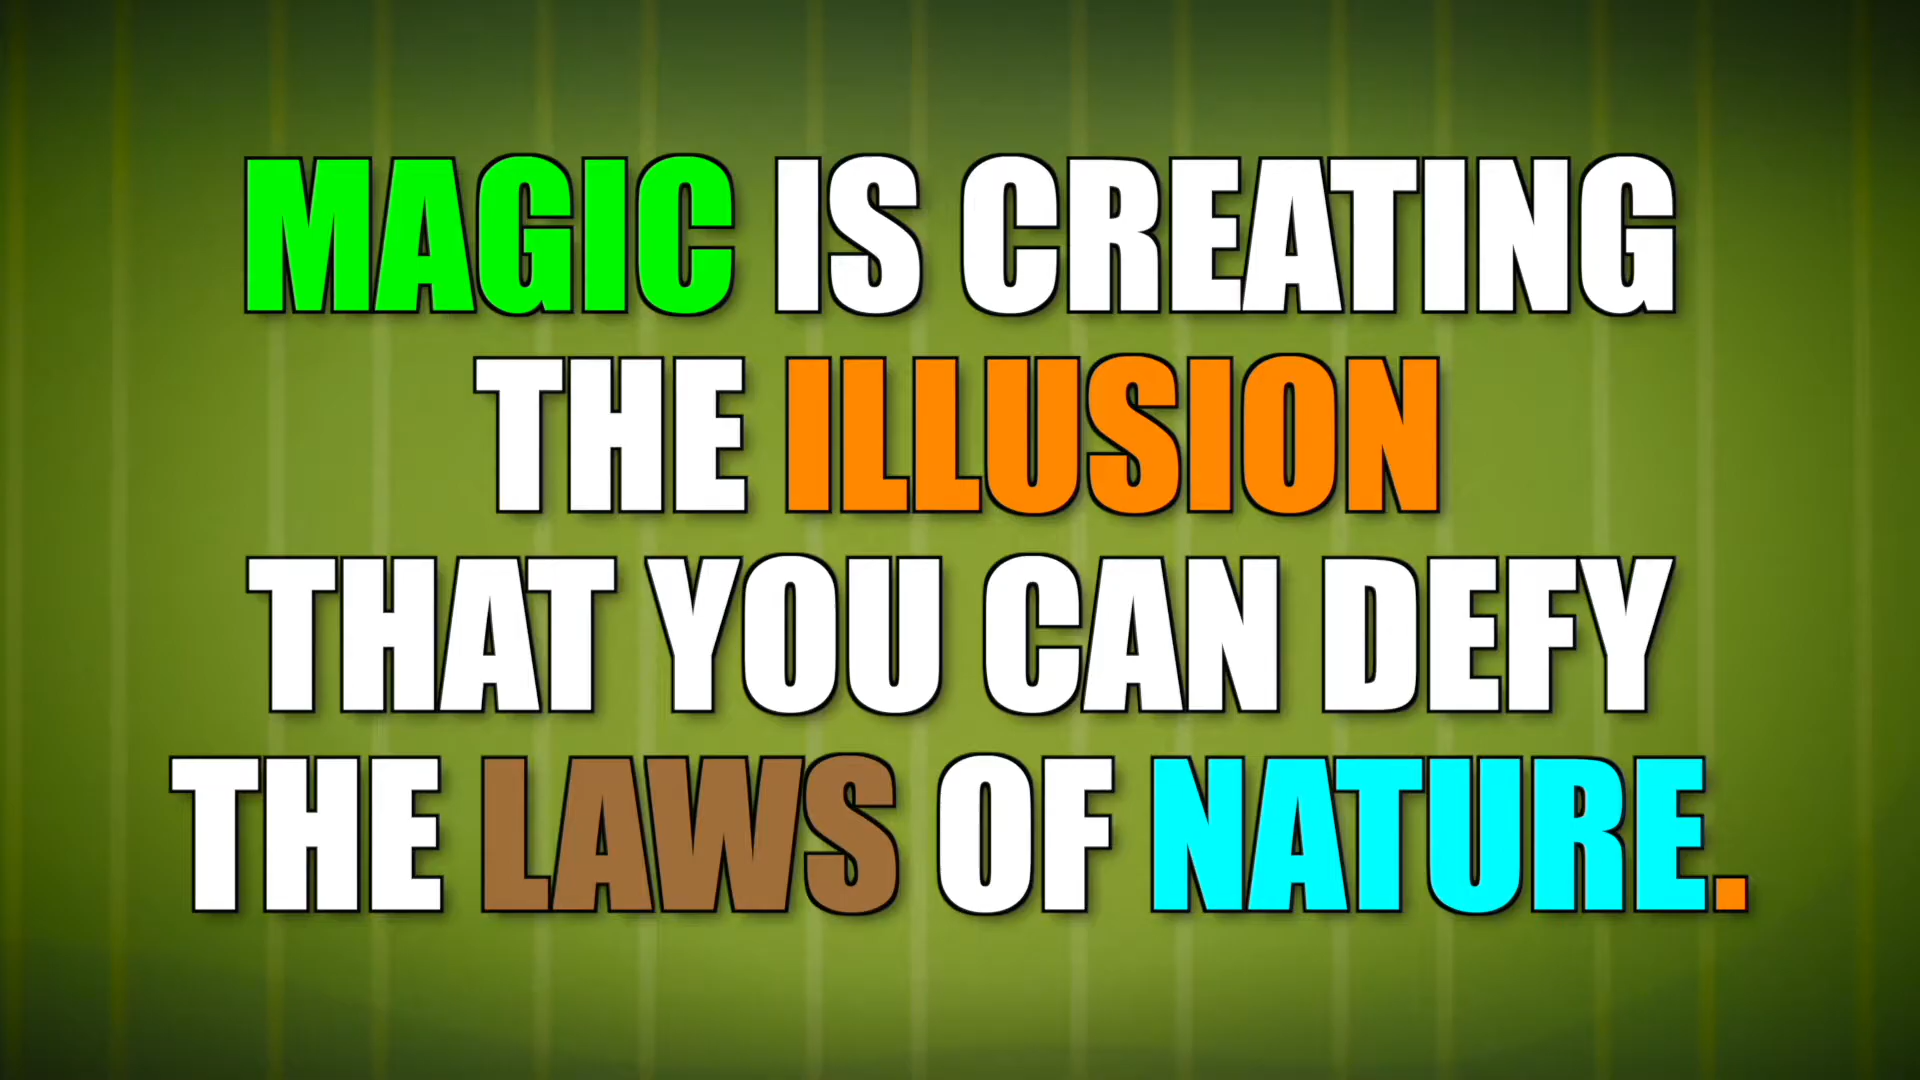 MAGIC IS CREATING
THE ILLUSION
THAT YOU CAN DEFY
THE LAWS OF NATURE.